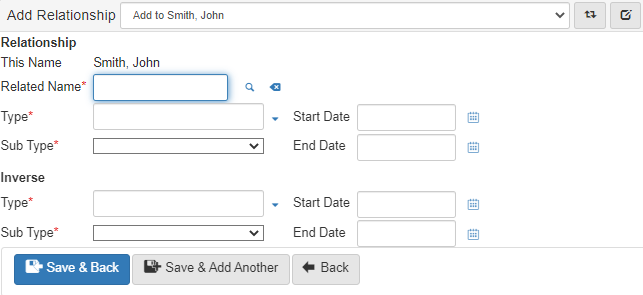 Add Relationship Add to Smith, John
Relationship
This Name Smith, John
Related Name*
Type* Start Date
Sub Type* End Date
Inverse
Type* Start Date
Sub Type* End Date
Save & Back Save & Add Another Back